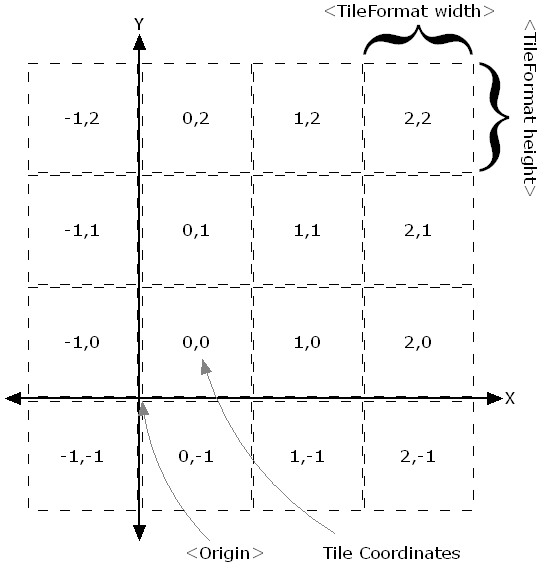 <TileFormat width>
Y
<TileFormat height>
-1,2 0,2 1,2 2,2
-1,1 0,1 1,1 2,1
-1,0 0,0 1,0 2,0
X
-1,-1 0,-1 1,-1 2,-1
<Origin> Tile Coordinates